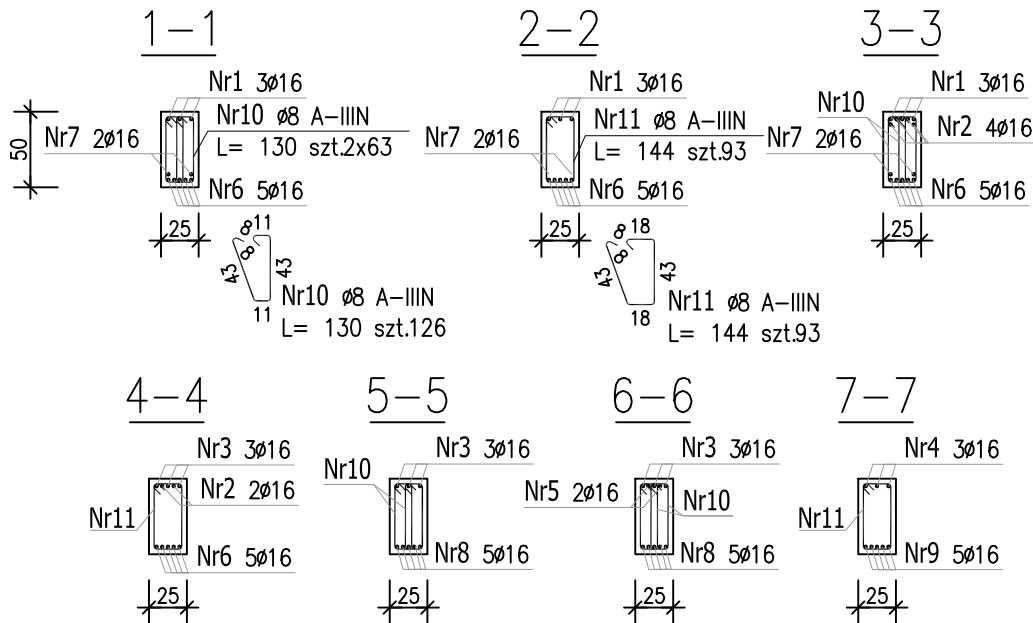 1-1
Nr1 3ø16
Nr10 ø8 A-IIIN
L= 130 szt.2x63
Nr7 2ø16
Nr6 5ø16
50
25
11
8
8
43
43
11
Nr10 ø8 A-IIIN
L= 130 szt.126
2-2
Nr1 3ø16
Nr11 ø8 A-IIIN
L= 144 szt.93
Nr7 2ø16
Nr6 5ø16
25
18
8
8
43
43
18
Nr11 ø8 A-IIIN
L= 144 szt.93
3-3
Nr1 3ø16
Nr10
Nr2 4ø16
Nr7 2ø16
Nr6 5ø16
25
4-4
Nr3 3ø16
Nr2 2ø16
Nr11
Nr6 5ø16
25
5-5
Nr3 3ø16
Nr10
Nr8 5ø16
25
6-6
Nr3 3ø16
Nr5 2ø16
Nr10
Nr8 5ø16
25
7-7
Nr4 3ø16
Nr11
Nr9 5ø16
25